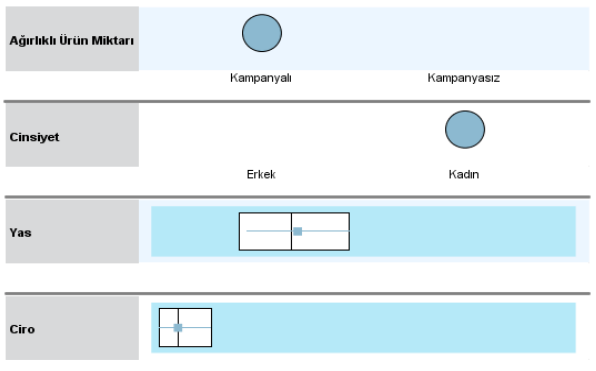 Ağırlıklı Ürün Miktarı
Kampanyalı Kampanyasız
Cinsiyet
Erkek Kadın
Yas
Ciro